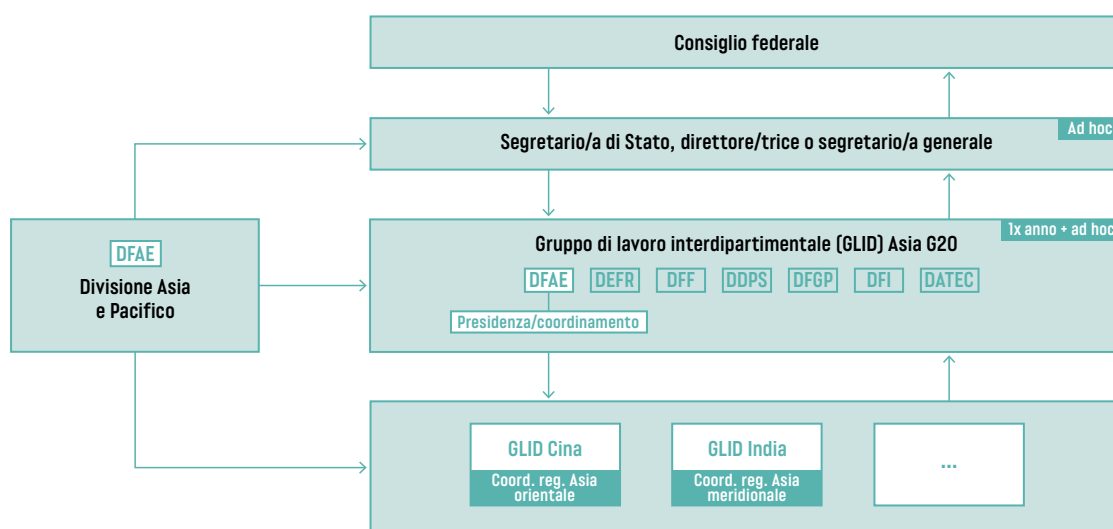 Consiglio federale
Ad hoc
Segretario/a di Stato, direttore/trice o segretario/a generale
1x anno + ad hoc
DFAE
Divisione Asia
e Pacifico
Gruppo di lavoro interdipartimentale (GLID) Asia G20
DFAE DEFR DFF DDPS DFGP DFI DATEC
Presidenza/coordinamento
GLID Cina
Coord. reg. Asia
orientale
GLID India
Coord. reg. Asia
meridionale
...